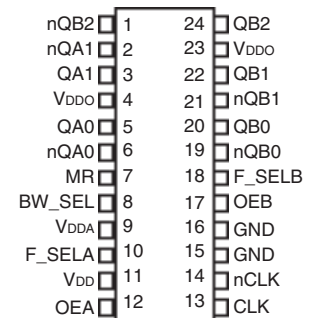 nQB2 1 24 QB2
nQA1 2 23 VDDO
QA1 3 22 QB1
VDDO 4 21 nQB1
QA0 5 20 QB0
nQA0 6 19 nQB0
MR 7 18 F_SELB
BW_SEL 8 17 OEB
VDDA 9 16 GND
F_SELA 10 15 GND
VDD 11 14 nCLK
OEA 12 13 CLK